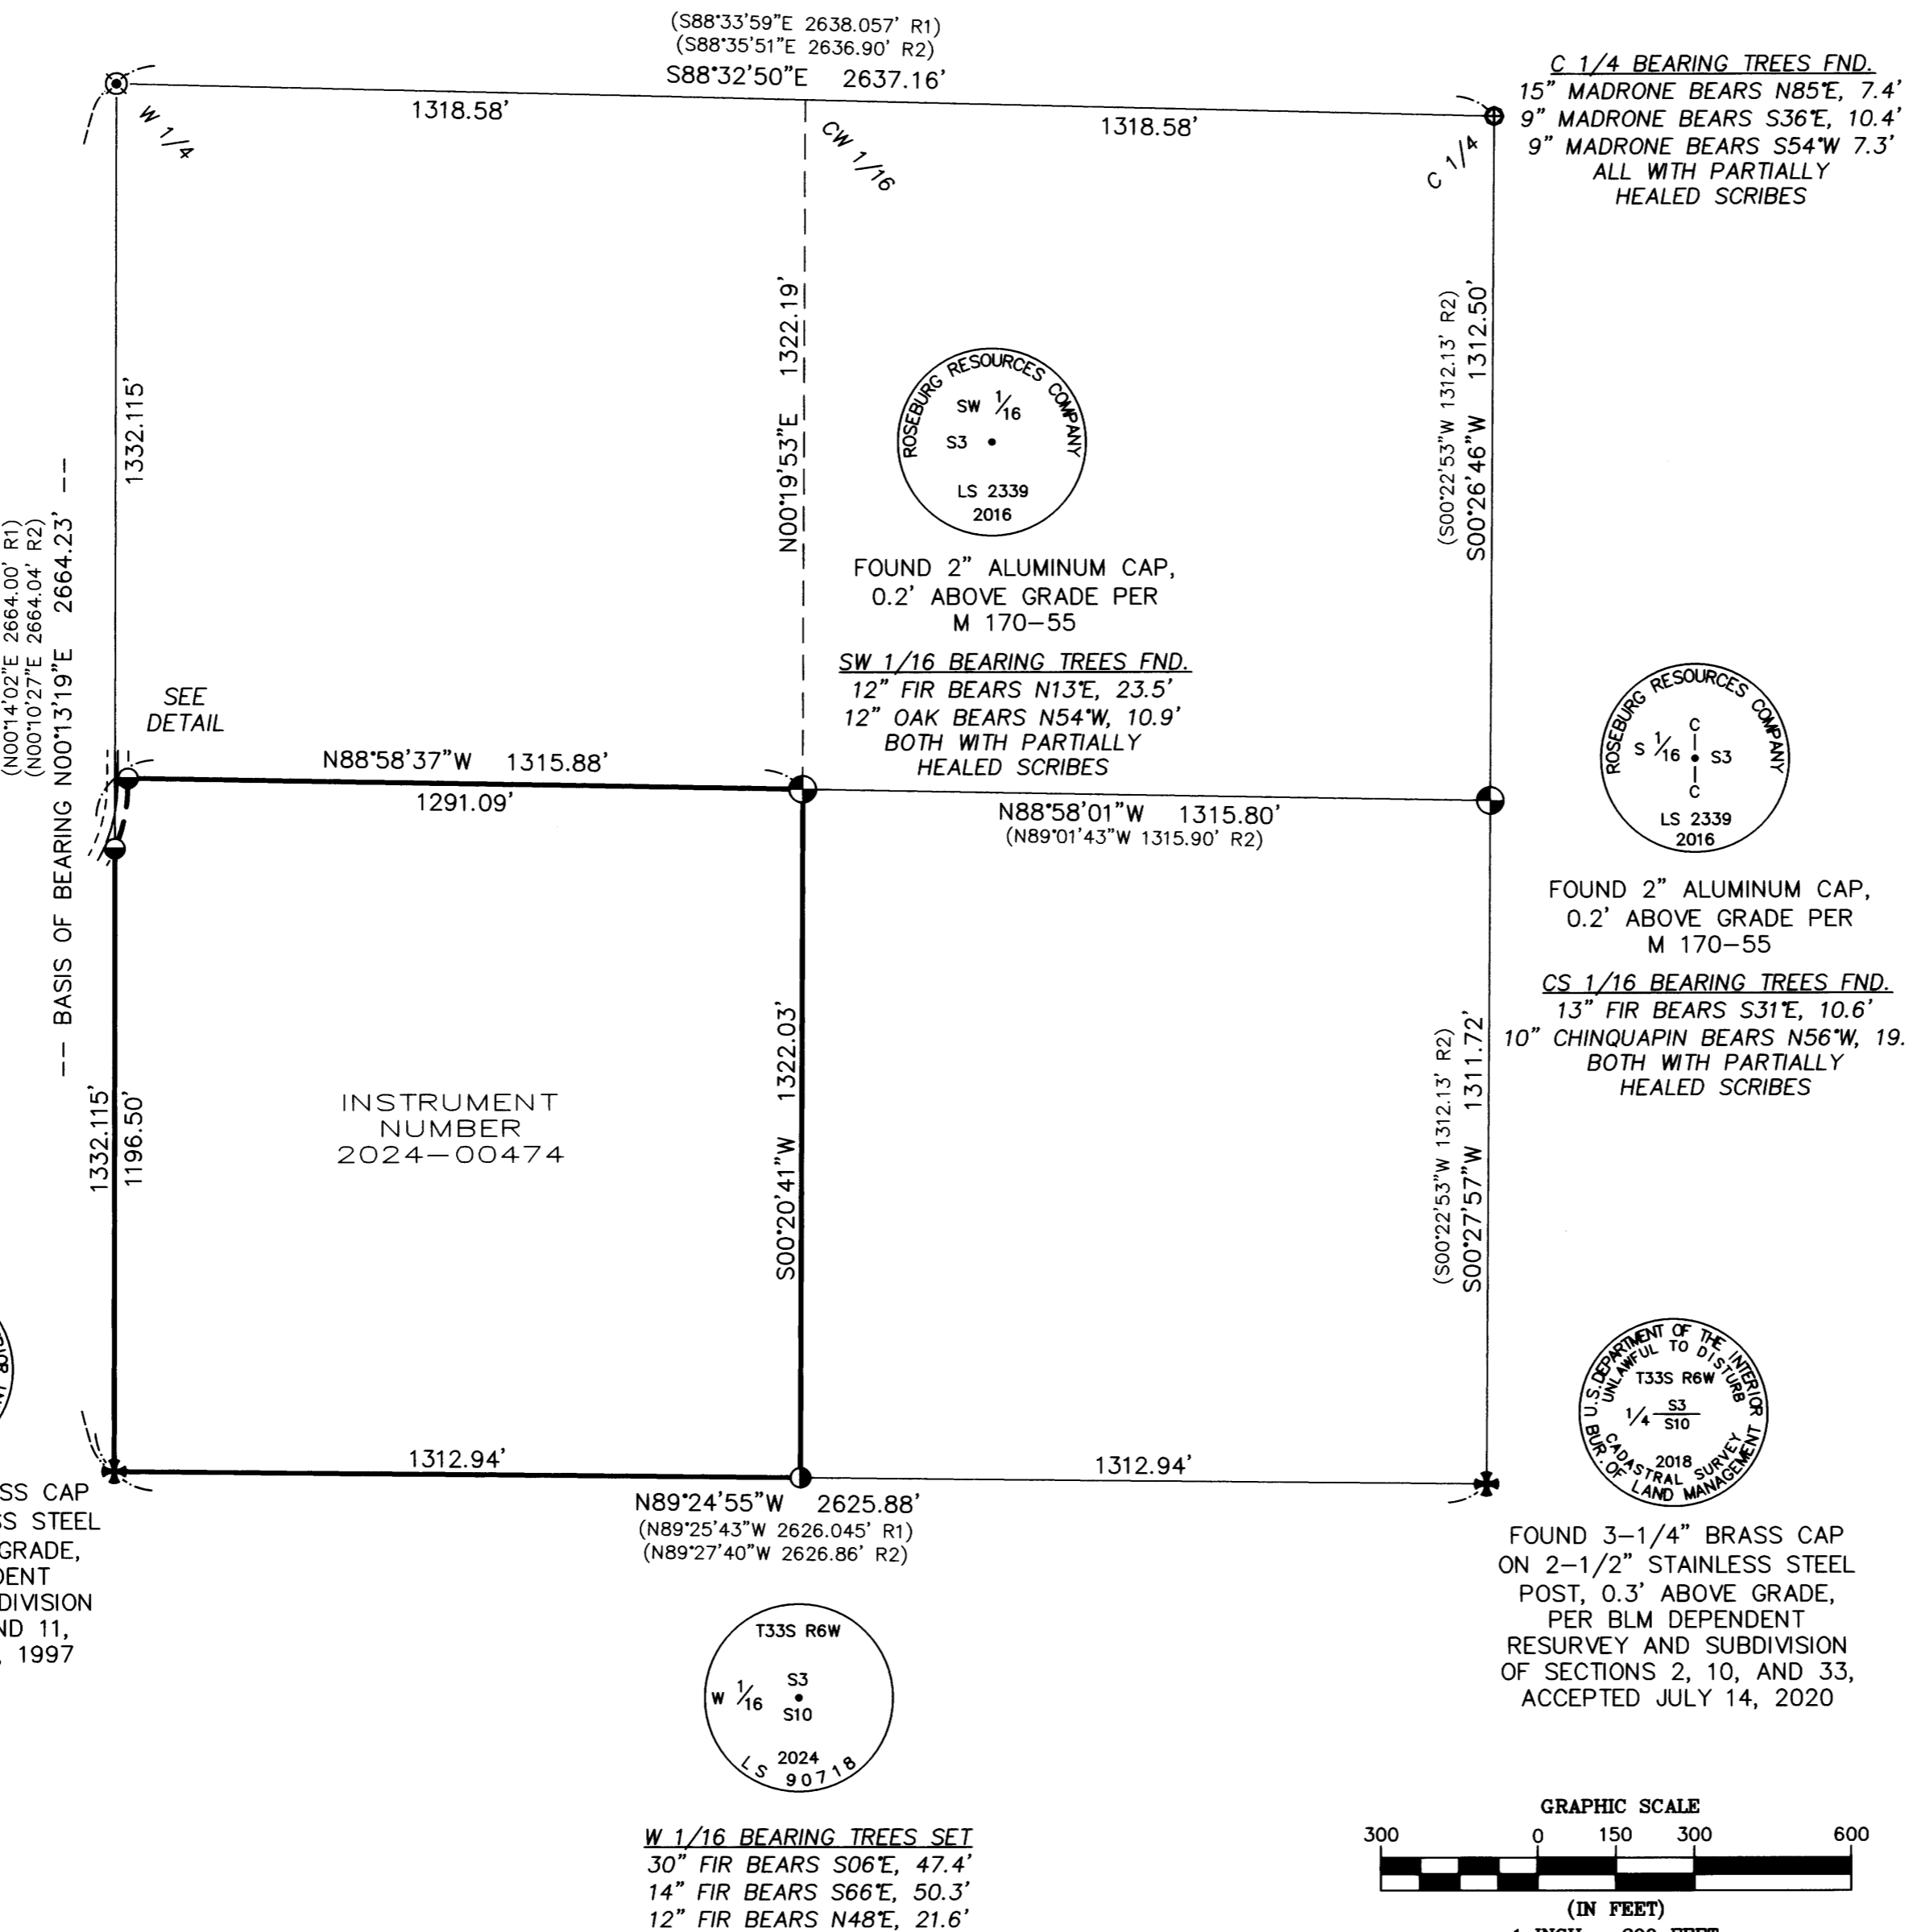 (S88°33'59"E 2638.057' R1)
(S88°35'51"E 2636.90' R2)
S88°32'50"E 2637.16'
1318.58'
1318.58'
W 1/4
CW 1/16
C 1/4
C 1/4 BEARING TREES FND.
15" MADRONE BEARS N85°E, 7.4'
9" MADRONE BEARS S36°E, 10.4'
9" MADRONE BEARS S54°W 7.3'
ALL WITH PARTIALLY
HEALED SCRIBES
1332.115'
N00°19'53"E 1322.19'
(S00°22'53"W 1312.13' R2)
S00°26'46"W 1312.50'
ROSEBURG RESOURCES COMPANY
SW 1/16
S3
LS 2339
2016
FOUND 2" ALUMINUM CAP,
0.2' ABOVE GRADE PER
M 170-55
SW 1/16 BEARING TREES FND.
12" FIR BEARS N13°E, 23.5'
12" OAK BEARS N54°W, 10.9'
BOTH WITH PARTIALLY
HEALED SCRIBES
(N00°14'02"E 2664.00' R1)
(N00°10'27"E 2664.04' R2)
-- BASIS OF BEARING N00°13'19"E 2664.23' --
SEE
DETAIL
N88°58'37"W 1315.88'
1291.09'
N88°58'01"W 1315.80'
(N89°01'43"W 1315.90' R2)
ROSEBURG RESOURCES COMPANY
C
S 1/16 S3
C
LS 2339
2016
FOUND 2" ALUMINUM CAP,
0.2' ABOVE GRADE PER
M 170-55
CS 1/16 BEARING TREES FND.
13" FIR BEARS S31°E, 10.6'
10" CHINQUAPIN BEARS N56°W, 19.
BOTH WITH PARTIALLY
HEALED SCRIBES
1332.115'
1196.50'
INSTRUMENT
NUMBER
2024-00474
S00°20'41"W 1322.03'
(S00°22'53"W 1312.13' R2)
S00°27'57"W 1311.72'
1312.94'
1312.94'
N89°24'55"W 2625.88'
(N89°25'43"W 2626.045' R1)
(N89°27'40"W 2626.86' R2)
SS CAP
SS STEEL
GRADE,
DENT
DIVISION
ND 11,
, 1997
U.S. DEPARTMENT OF THE INTERIOR
UNLAWFUL TO DISTURB
T33S R6W
1/4 S3
S10
2018
CADASTRAL SURVEY
BUR. OF LAND MANAGEMENT
FOUND 3-1/4" BRASS CAP
ON 2-1/2" STAINLESS STEEL
POST, 0.3' ABOVE GRADE,
PER BLM DEPENDENT
RESURVEY AND SUBDIVISION
OF SECTIONS 2, 10, AND 33,
ACCEPTED JULY 14, 2020
T33S R6W
W 1/16 S3
S10
2024
LS 90718
W 1/16 BEARING TREES SET
30" FIR BEARS S06°E, 47.4'
14" FIR BEARS S66°E, 50.3'
12" FIR BEARS N48°E, 21.6'
GRAPHIC SCALE
300 0 150 300 600
(IN FEET)